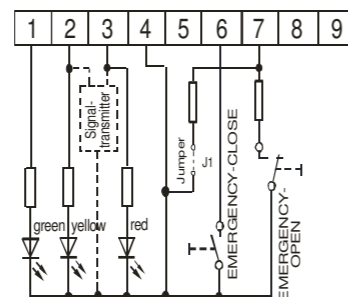 1 2 3 4 5 6 7 8 9
Signal-
transmitter
Jumper
J1
EMERGENCY-CLOSE
EMERGENCY-
OPEN
green
yellow
red